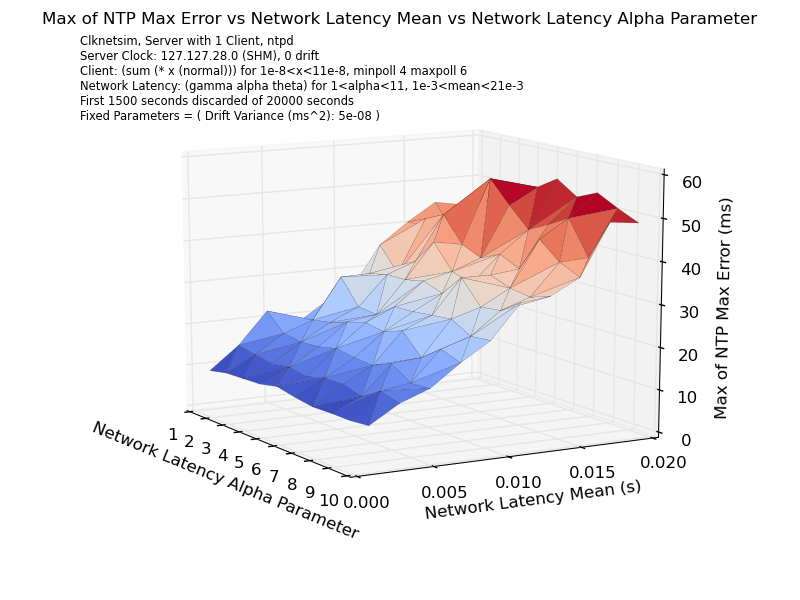 Max of NTP Max Error vs Network Latency Mean vs Network Latency Alpha Parameter
Clknetsim, Server with 1 Client, ntpd
Server Clock: 127.127.28.0 (SHM), 0 drift
Client: (sum (* x (normal))) for 1e-8<x<11e-8, minpoll 4 maxpoll 6
Network Latency: (gamma alpha theta) for 1<alpha<11, 1e-3<mean<21e-3
First 1500 seconds discarded of 20000 seconds
Fixed Parameters = ( Drift Variance (ms^2): 5e-08 )
60
50
40
30
20
10
0
Max of NTP Max Error (ms)
1
2
3
4
5
6
7
8
9
10
Network Latency Alpha Parameter
0.000
0.005
0.010
0.015
0.020
Network Latency Mean (s)